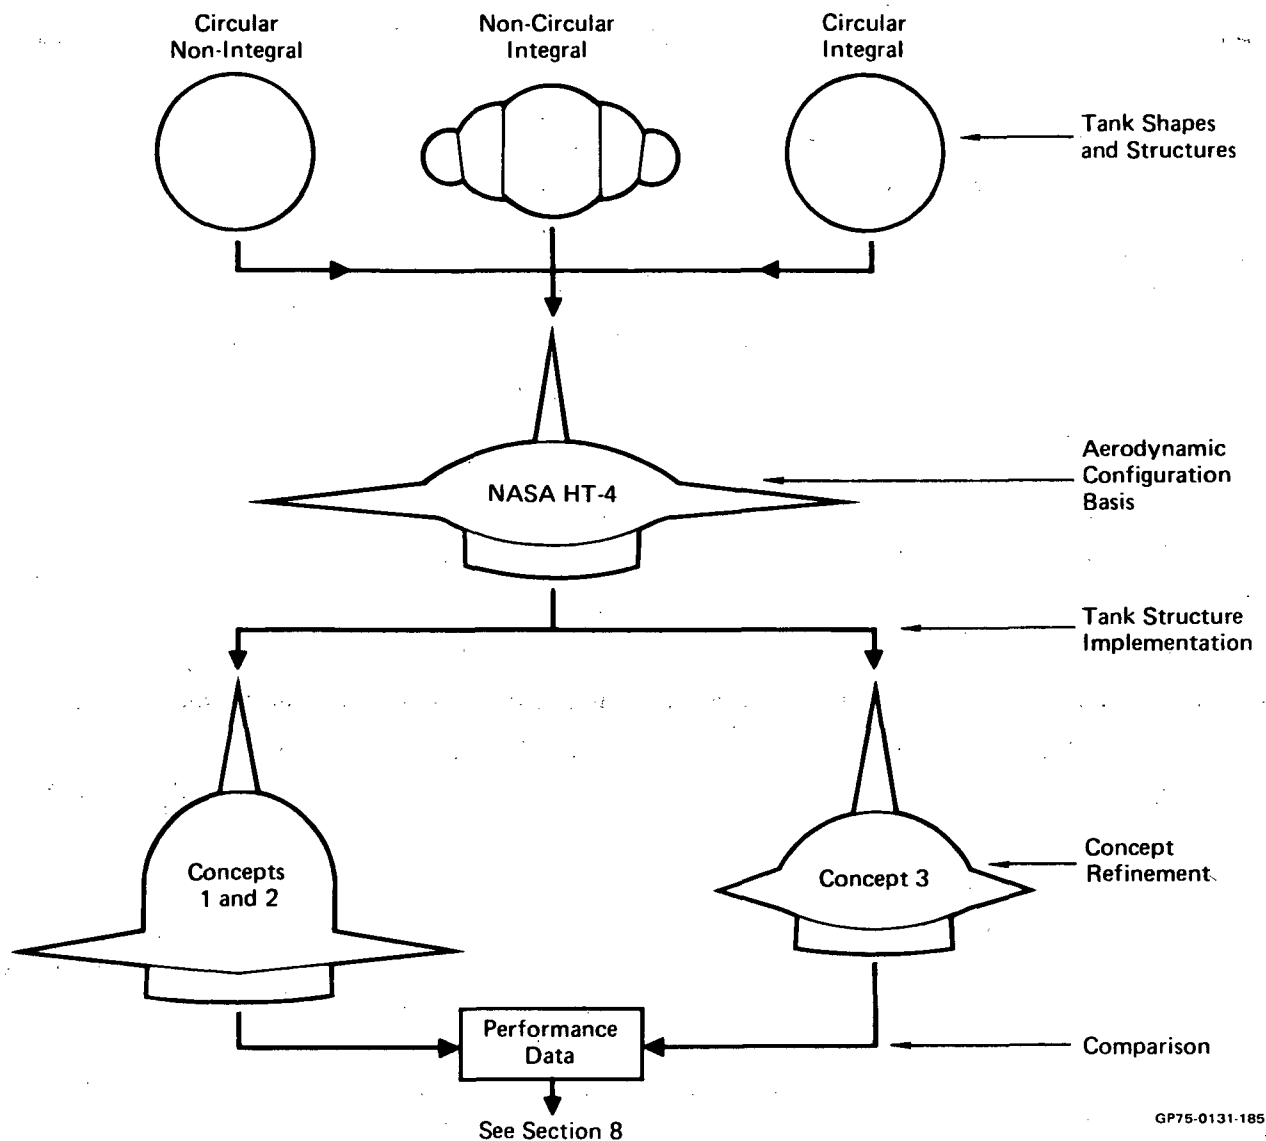 Circular
Non-Integral
Non-Circular
Integral
Circular
Integral
Tank Shapes
and Structures
NASA HT-4
Aerodynamic
Configuration
Basis
Tank Structure
Implementation
Concepts
1 and 2
Concept 3
Concept
Refinement
Performance
Data
Comparison
See Section 8
GP75-0131-185